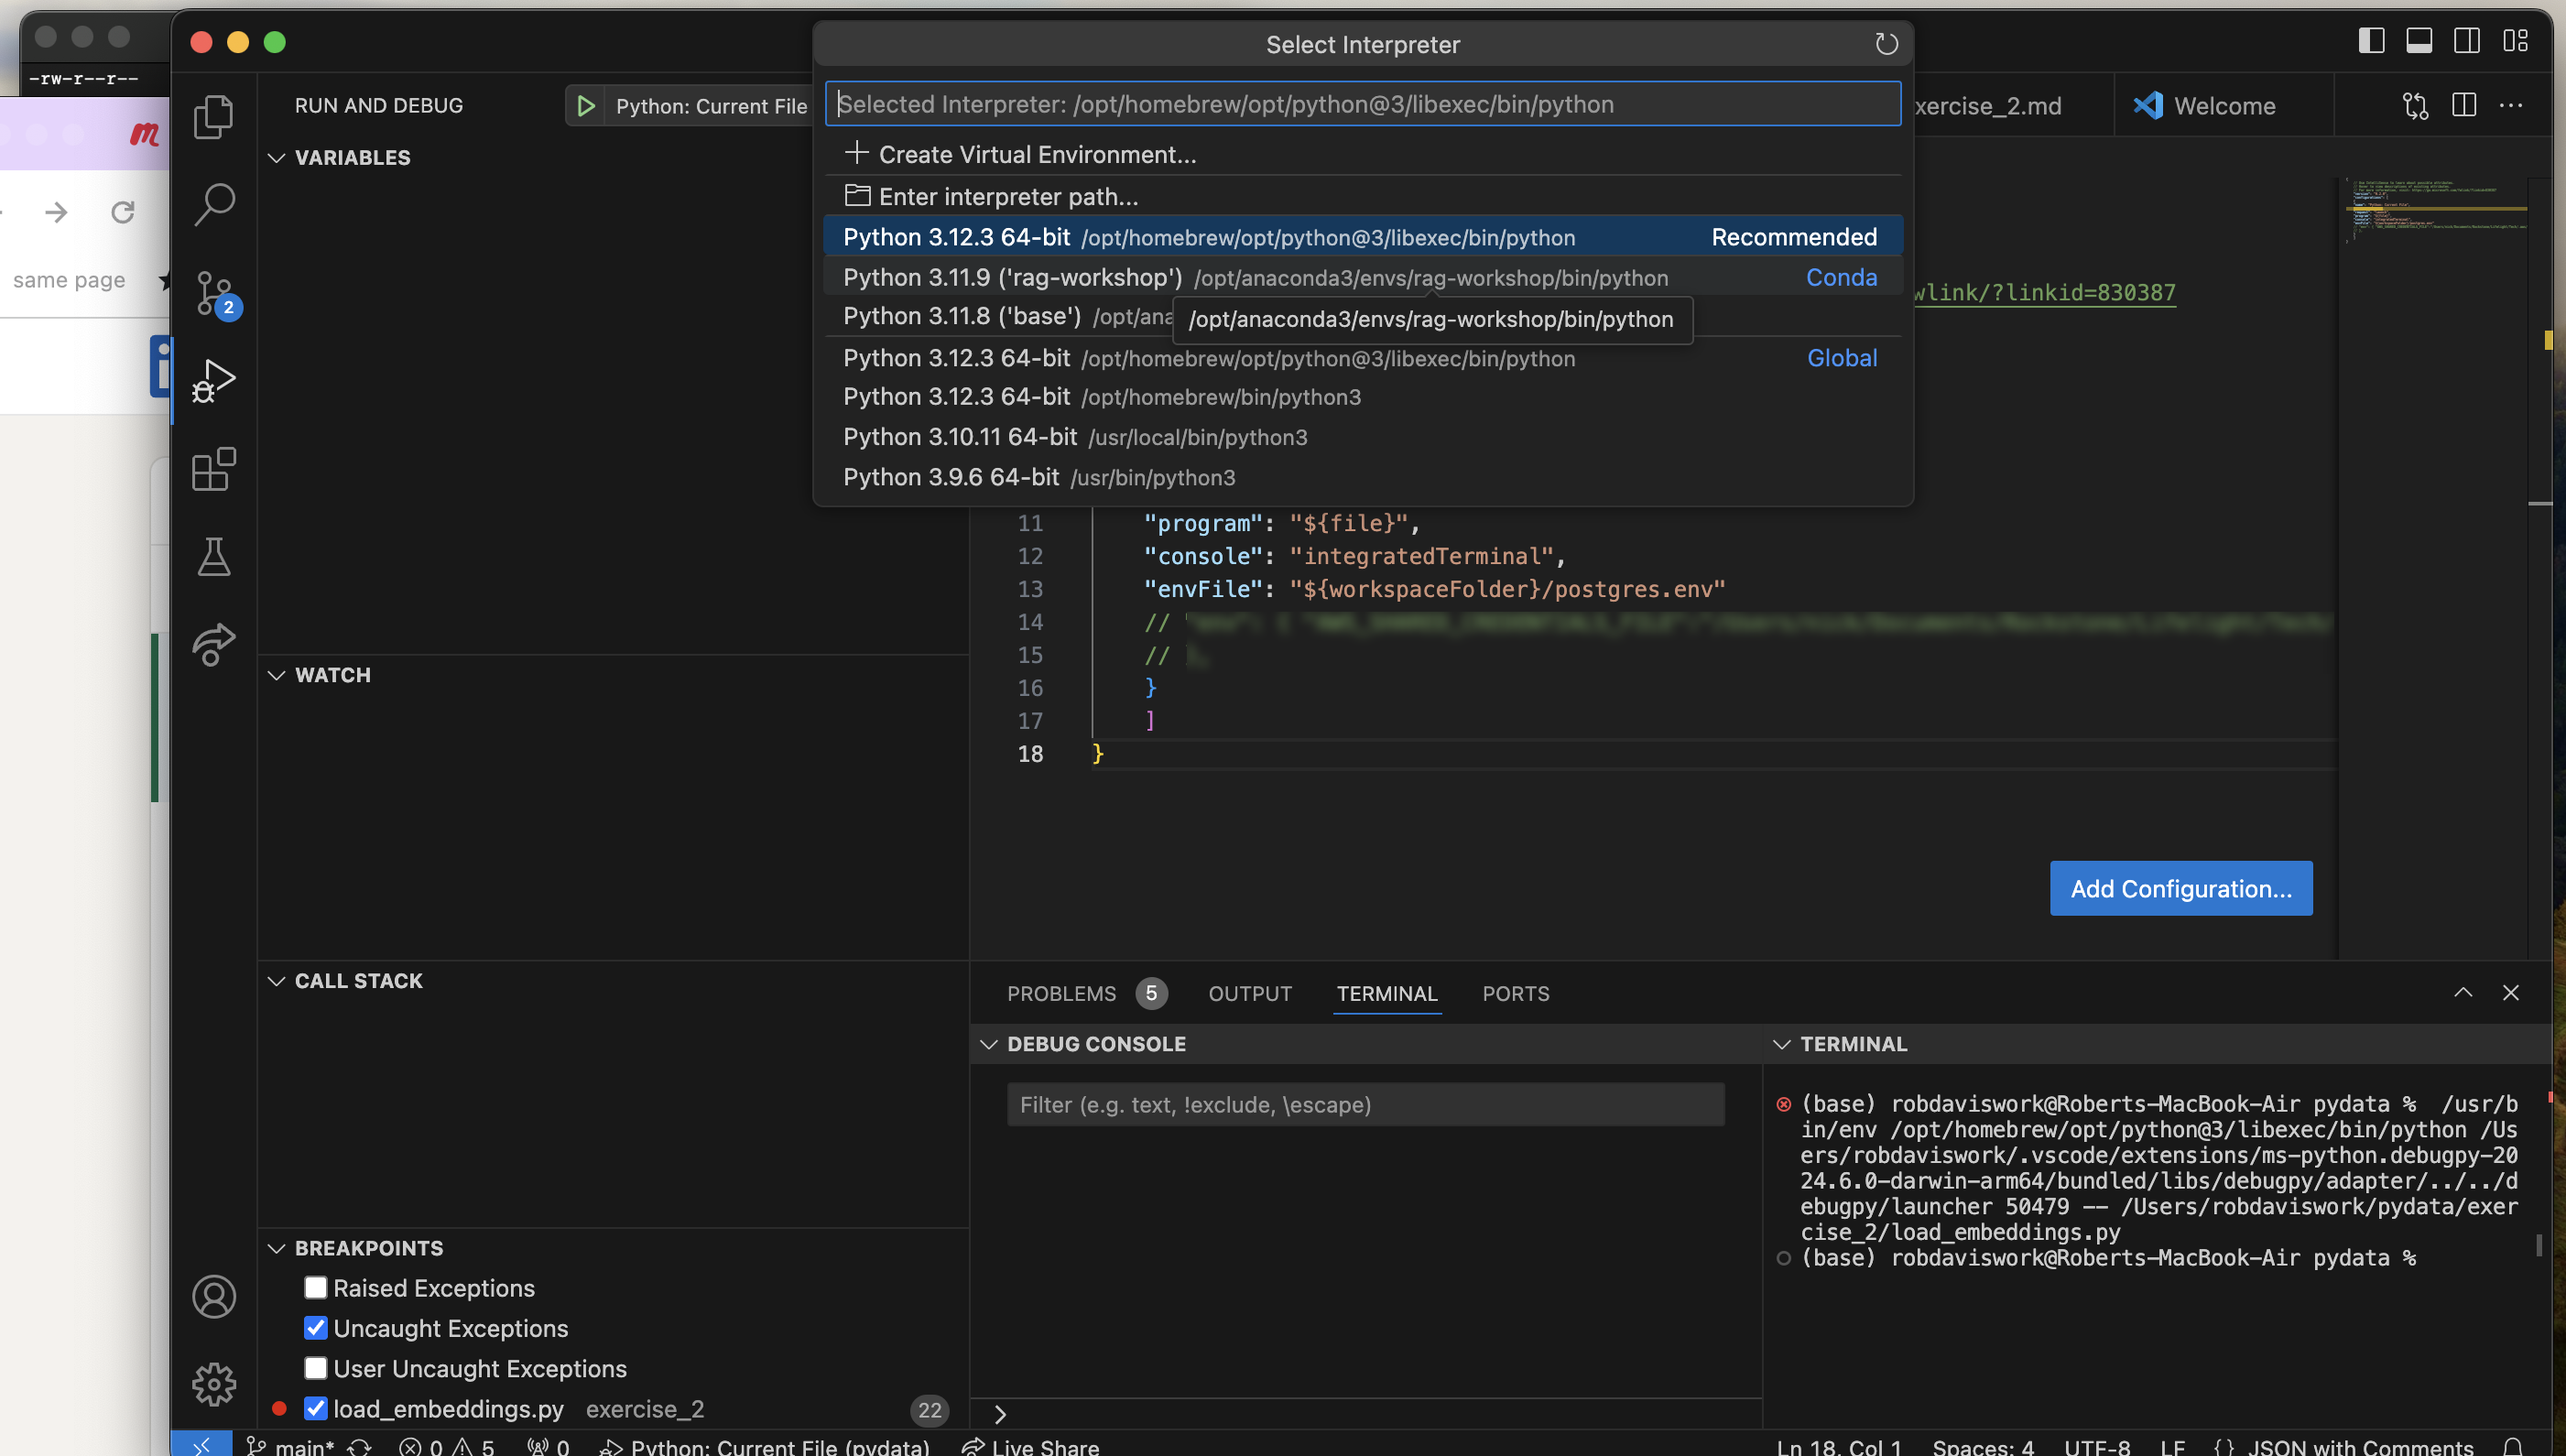 -rw-r--r--
same page
RUN AND DEBUG
Python: Current File
VARIABLES
WATCH
CALL STACK
BREAKPOINTS
Raised Exceptions
Uncaught Exceptions
User Uncaught Exceptions
load_embeddings.py exercise_2 22
2
Select Interpreter
Selected Interpreter: /opt/homebrew/opt/python@3/libexec/bin/python
Create Virtual Environment...
Enter interpreter path...
Python 3.12.3 64-bit /opt/homebrew/opt/python@3/libexec/bin/python Recommended
Python 3.11.9 ('rag-workshop') /opt/anaconda3/envs/rag-workshop/bin/python Conda
Python 3.11.8 ('base') /opt/ana
/opt/anaconda3/envs/rag-workshop/bin/python
Python 3.12.3 64-bit /opt/homebrew/opt/python@3/libexec/bin/python Global
Python 3.12.3 64-bit /opt/homebrew/bin/python3
Python 3.10.11 64-bit /usr/local/bin/python3
Python 3.9.6 64-bit /usr/bin/python3
xercise_2.md
Welcome
wlink/?linkid=830387
11 "program": "${file}",
12 "console": "integratedTerminal",
13 "envFile": "${workspaceFolder}/postgres.env"
14 //
15 //
16 }
17 ]
18 }
Add Configuration...
PROBLEMS 5 OUTPUT TERMINAL PORTS
DEBUG CONSOLE
Filter (e.g. text, !exclude, \escape)
TERMINAL
(base) robdaviswork@Roberts-MacBook-Air pydata % /usr/b
in/env /opt/homebrew/opt/python@3/libexec/bin/python /Us
ers/robdaviswork/.vscode/extensions/ms-python.debugpy-20
24.6.0-darwin-arm64/bundled/libs/debugpy/adapter/../../d
ebugpy/launcher 50479 -- /Users/robdaviswork/pydata/exer
cise_2/load_embeddings.py
(base) robdaviswork@Roberts-MacBook-Air pydata %
main* 0 5 0 Python: Current File (pydata) Live Share
Ln 18, Col 1 Spaces: 4 UTF-8 LF {} JSON with Comments